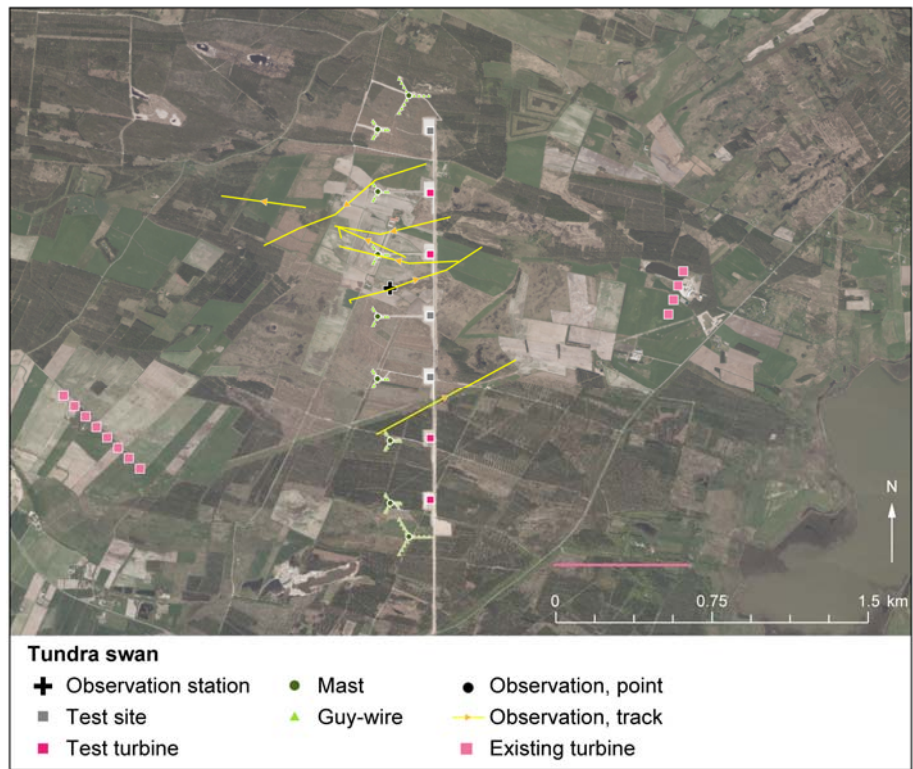 N
0 0.75 1.5 km
Tundra swan
Observation station Mast Observation, point
Test site Guy-wire Observation, track
Test turbine Existing turbine